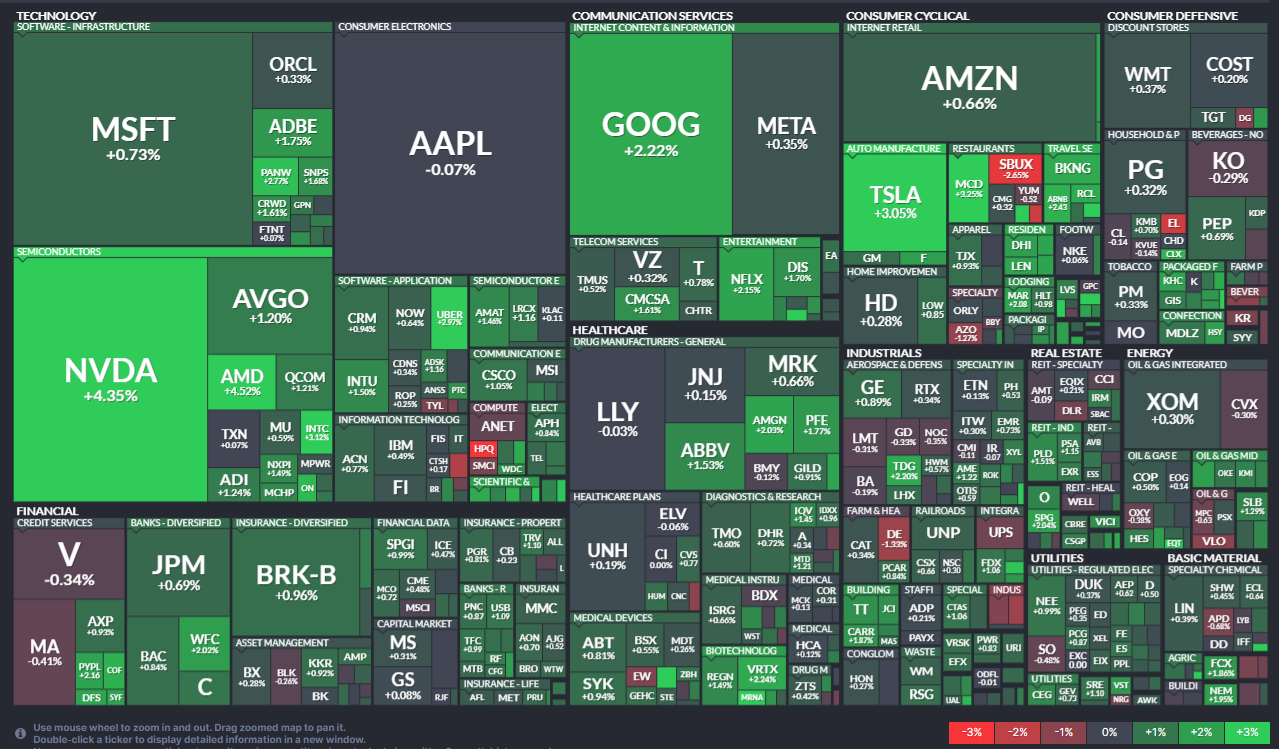 TECHNOLOGY
SOFTWARE - INFRASTRUCTURE
MSFT
+0.73%
ORCL
+0.33%
ADBE
+1.75%
PANW
+2.77%
SNPS
+1.68%
CRWD
+1.61%
GPN
FTNT
+0.07%
CONSUMER ELECTRONICS
AAPL
-0.07%
SEMICONDUCTORS
NVDA
+4.35%
AVGO
+1.20%
AMD
+4.52%
QCOM
+1.21%
TXN
+0.07%
MU
+0.59%
INTC
+3.12%
NXPI
+1.49%
MPWR
ADI
+1.24%
MCHP
ON
SOFTWARE - APPLICATION
CRM
+0.94%
NOW
+0.64%
UBER
+2.97%
INTU
+1.50%
CDNS
+0.34%
ADSK
+1.16
ROP
+0.25%
ANSS
PTC
TYL
SEMICONDUCTOR E
AMAT
+1.46%
LRCX
+1.16
KLAC
+0.11
COMMUNICATION E
CSCO
+1.05%
MSI
INFORMATION TECHNOLOG
ACN
+0.77%
IBM
+0.49%
FIS
IT
CTSH
+0.17
FI
BR
COMPUTE
ANET
HPQ
SMCI
WDC
ELECT
APH
+0.84%
TEL
SCIENTIFIC &
COMMUNICATION SERVICES
INTERNET CONTENT & INFORMATION
GOOG
+2.22%
META
+0.35%
TELECOM SERVICES
TMUS
+0.52%
VZ
+0.32%
T
+0.78%
CMCSA
+1.61%
CHTR
ENTERTAINMENT
NFLX
+2.15%
DIS
+1.70%
EA
CONSUMER CYCLICAL
INTERNET RETAIL
AMZN
+0.66%
AUTO MANUFACTURE
TSLA
+3.05%
GM
F
RESTAURANTS
MCD
+3.25%
SBUX
-2.65%
CMG
+0.32
YUM
-0.52
TRAVEL SE
BKNG
ABNB
+2.43
RCL
HOME IMPROVEMEN
HD
+0.28%
LOW
+0.85
APPAREL
TJX
+0.93%
RESIDEN
DHI
LEN
FOOTW
NKE
+0.06%
SPECIALTY
ORLY
AZO
-1.27%
BBY
LODGING
MAR
+2.08
HLT
+0.98
LVS
GPC
PACKAGI
IP
CONSUMER DEFENSIVE
DISCOUNT STORES
WMT
+0.37%
COST
+0.20%
TGT
DG
HOUSEHOLD & P
PG
+0.32%
CL
-0.14
KMB
+0.70%
EL
KVUE
-0.14%
CHD
CLX
BEVERAGES - NO
KO
-0.29%
PEP
+0.69%
KDP
TOBACCO
PM
+0.33%
MO
PACKAGED F
KHC
K
GIS
FARM P
BEVER
CONFECTION
MDLZ
HSY
KR
SYY
HEALTHCARE
DRUG MANUFACTURERS - GENERAL
LLY
-0.03%
JNJ
+0.15%
MRK
+0.66%
ABBV
+1.53%
AMGN
+2.03%
PFE
+1.77%
BMY
-0.12%
GILD
+0.91%
HEALTHCARE PLANS
UNH
+0.19%
ELV
-0.06%
CI
0.00%
CVS
+0.77
HUM
CNC
DIAGNOSTICS & RESEARCH
TMO
+0.60%
DHR
+0.72%
IQV
+1.45
IDXX
+0.96
A
+0.34
MTD
+1.21
MEDICAL DEVICES
ABT
+0.81%
BSX
+0.55%
MDT
+0.26%
SYK
+0.94%
EW
ZBH
GEHC
STE
MEDICAL INSTRU
ISRG
+0.66%
BDX
WST
MEDICAL
MCK
+0.13
COR
+0.31
BIOTECHNOLOG
REGN
+1.49%
VRTX
+2.24%
MRNA
MEDICAL
HCA
+0.12%
DRUG M
ZTS
+0.42%
FINANCIAL
CREDIT SERVICES
V
-0.34%
MA
-0.41%
AXP
+0.93%
PYPL
+2.16
COF
DFS
SYF
BANKS - DIVERSIFIED
JPM
+0.69%
BAC
+0.84%
WFC
+2.02%
C
INSURANCE - DIVERSIFIED
BRK-B
+0.96%
ASSET MANAGEMENT
BX
+0.28%
BLK
-0.26%
KKR
+0.92%
AMP
BK
FINANCIAL DATA
SPGI
+0.99%
ICE
+0.47%
MCO
+0.72
CME
+0.48%
MSCI
CAPITAL MARKET
MS
+0.31%
GS
+0.08%
RJF
INSURANCE - PROPERT
PGR
+0.81%
CB
+0.23
TRV
+1.10
ALL
L
BANKS - R
PNC
+0.87
USB
+1.09
TFC
+0.99
RF
MTB
CFG
INSURAN
MMC
AON
+0.70
AJG
+0.52
BRO
WTW
INSURANCE - LIFE
AFL
MET
PRU
INDUSTRIALS
AEROSPACE & DEFENS
GE
+0.89%
RTX
+0.34%
LMT
-0.31%
GD
-0.33%
NOC
-0.35%
BA
-0.19%
TDG
+2.20%
HWM
+0.57%
LHX
SPECIALTY IN
ETN
+0.13%
PH
+0.53
ITW
+0.30%
EMR
+0.73%
CMI
-0.11
IR
-0.07
XYL
AME
+1.22
ROK
OTIS
+0.59
FARM & HEA
CAT
+0.34%
DE
-1.33%
PCAR
+0.84%
RAILROADS
UNP
CSX
+0.66
NSC
+0.30
INTEGRA
UPS
FDX
+1.06
BUILDING
TT
JCI
CARR
+1.87%
MAS
STAFFI
ADP
+0.21%
PAYX
SPECIAL
CTAS
+1.06
INDUS
CONGLOM
HON
+0.27%
WASTE
WM
RSG
VRSK
PWR
+0.83
URI
EFX
ODFL
-0.01
UAL
REAL ESTATE
REIT - SPECIALTY
AMT
-0.09
EQIX
+0.21%
CCI
IRM
DLR
SBAC
REIT - IND
PLD
+1.51%
PSA
+1.15
EXR
REIT -
AVB
ESS
O
SPG
+2.04%
REIT - HEAL
WELL
CBRE
VICI
CSGP
ENERGY
OIL & GAS INTEGRATED
XOM
+0.30%
CVX
-0.30%
OIL & GAS E
COP
+0.50%
EOG
+0.14
OXY
-0.38%
HES
EQT
OIL & GAS MID
OKE
KMI
OIL & G
MPC
-0.63
PSX
VLO
SLB
+1.29%
UTILITIES
UTILITIES - REGULATED ELEC
NEE
+0.99%
DUK
+0.45%
AEP
+0.62
D
+0.50
SO
-0.48%
PEG
+0.35
ED
PCG
+0.87
XEL
FE
ES
EXC
0.00
EIX
PPL
UTILITIES
CEG
GEV
+0.73
SRE
+1.10
VST
NRG
AWK
BASIC MATERIAL
SPECIALTY CHEMICAL
LIN
+0.39%
SHW
+0.45%
ECL
+0.64
APD
-0.68%
LYB
DD
IFF
AGRIC
FCX
+1.86%
BUILDI
NEM
+1.95%
Use mouse wheel to zoom in and out. Drag zoomed map to pan it.
Double-click a ticker to display detailed information in a new window.
-3%
-2%
-1%
0%
+1%
+2%
+3%